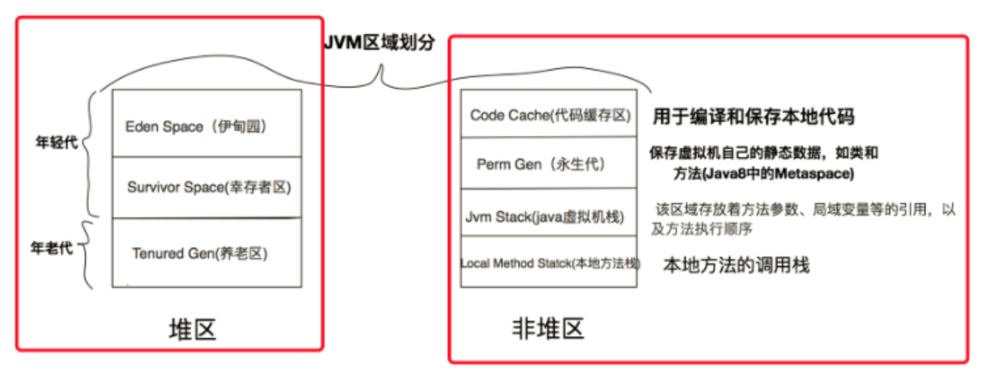 JVM区域划分
年轻代
Eden Space（伊甸园）
Survivor Space(幸存者区)
年老代
Tenured Gen(养老区)
堆区
Code Cache(代码缓存区)
用于编译和保存本地代码
Perm Gen（永生代）
保存虚拟机自己的静态数据，如类和
方法(Java8中的Metaspace)
Jvm Stack(java虚拟机栈)
该区域存放着方法参数、局域变量等的引用，以
及方法执行顺序
Local Method Statck(本地方法栈)
本地方法的调用栈
非堆区